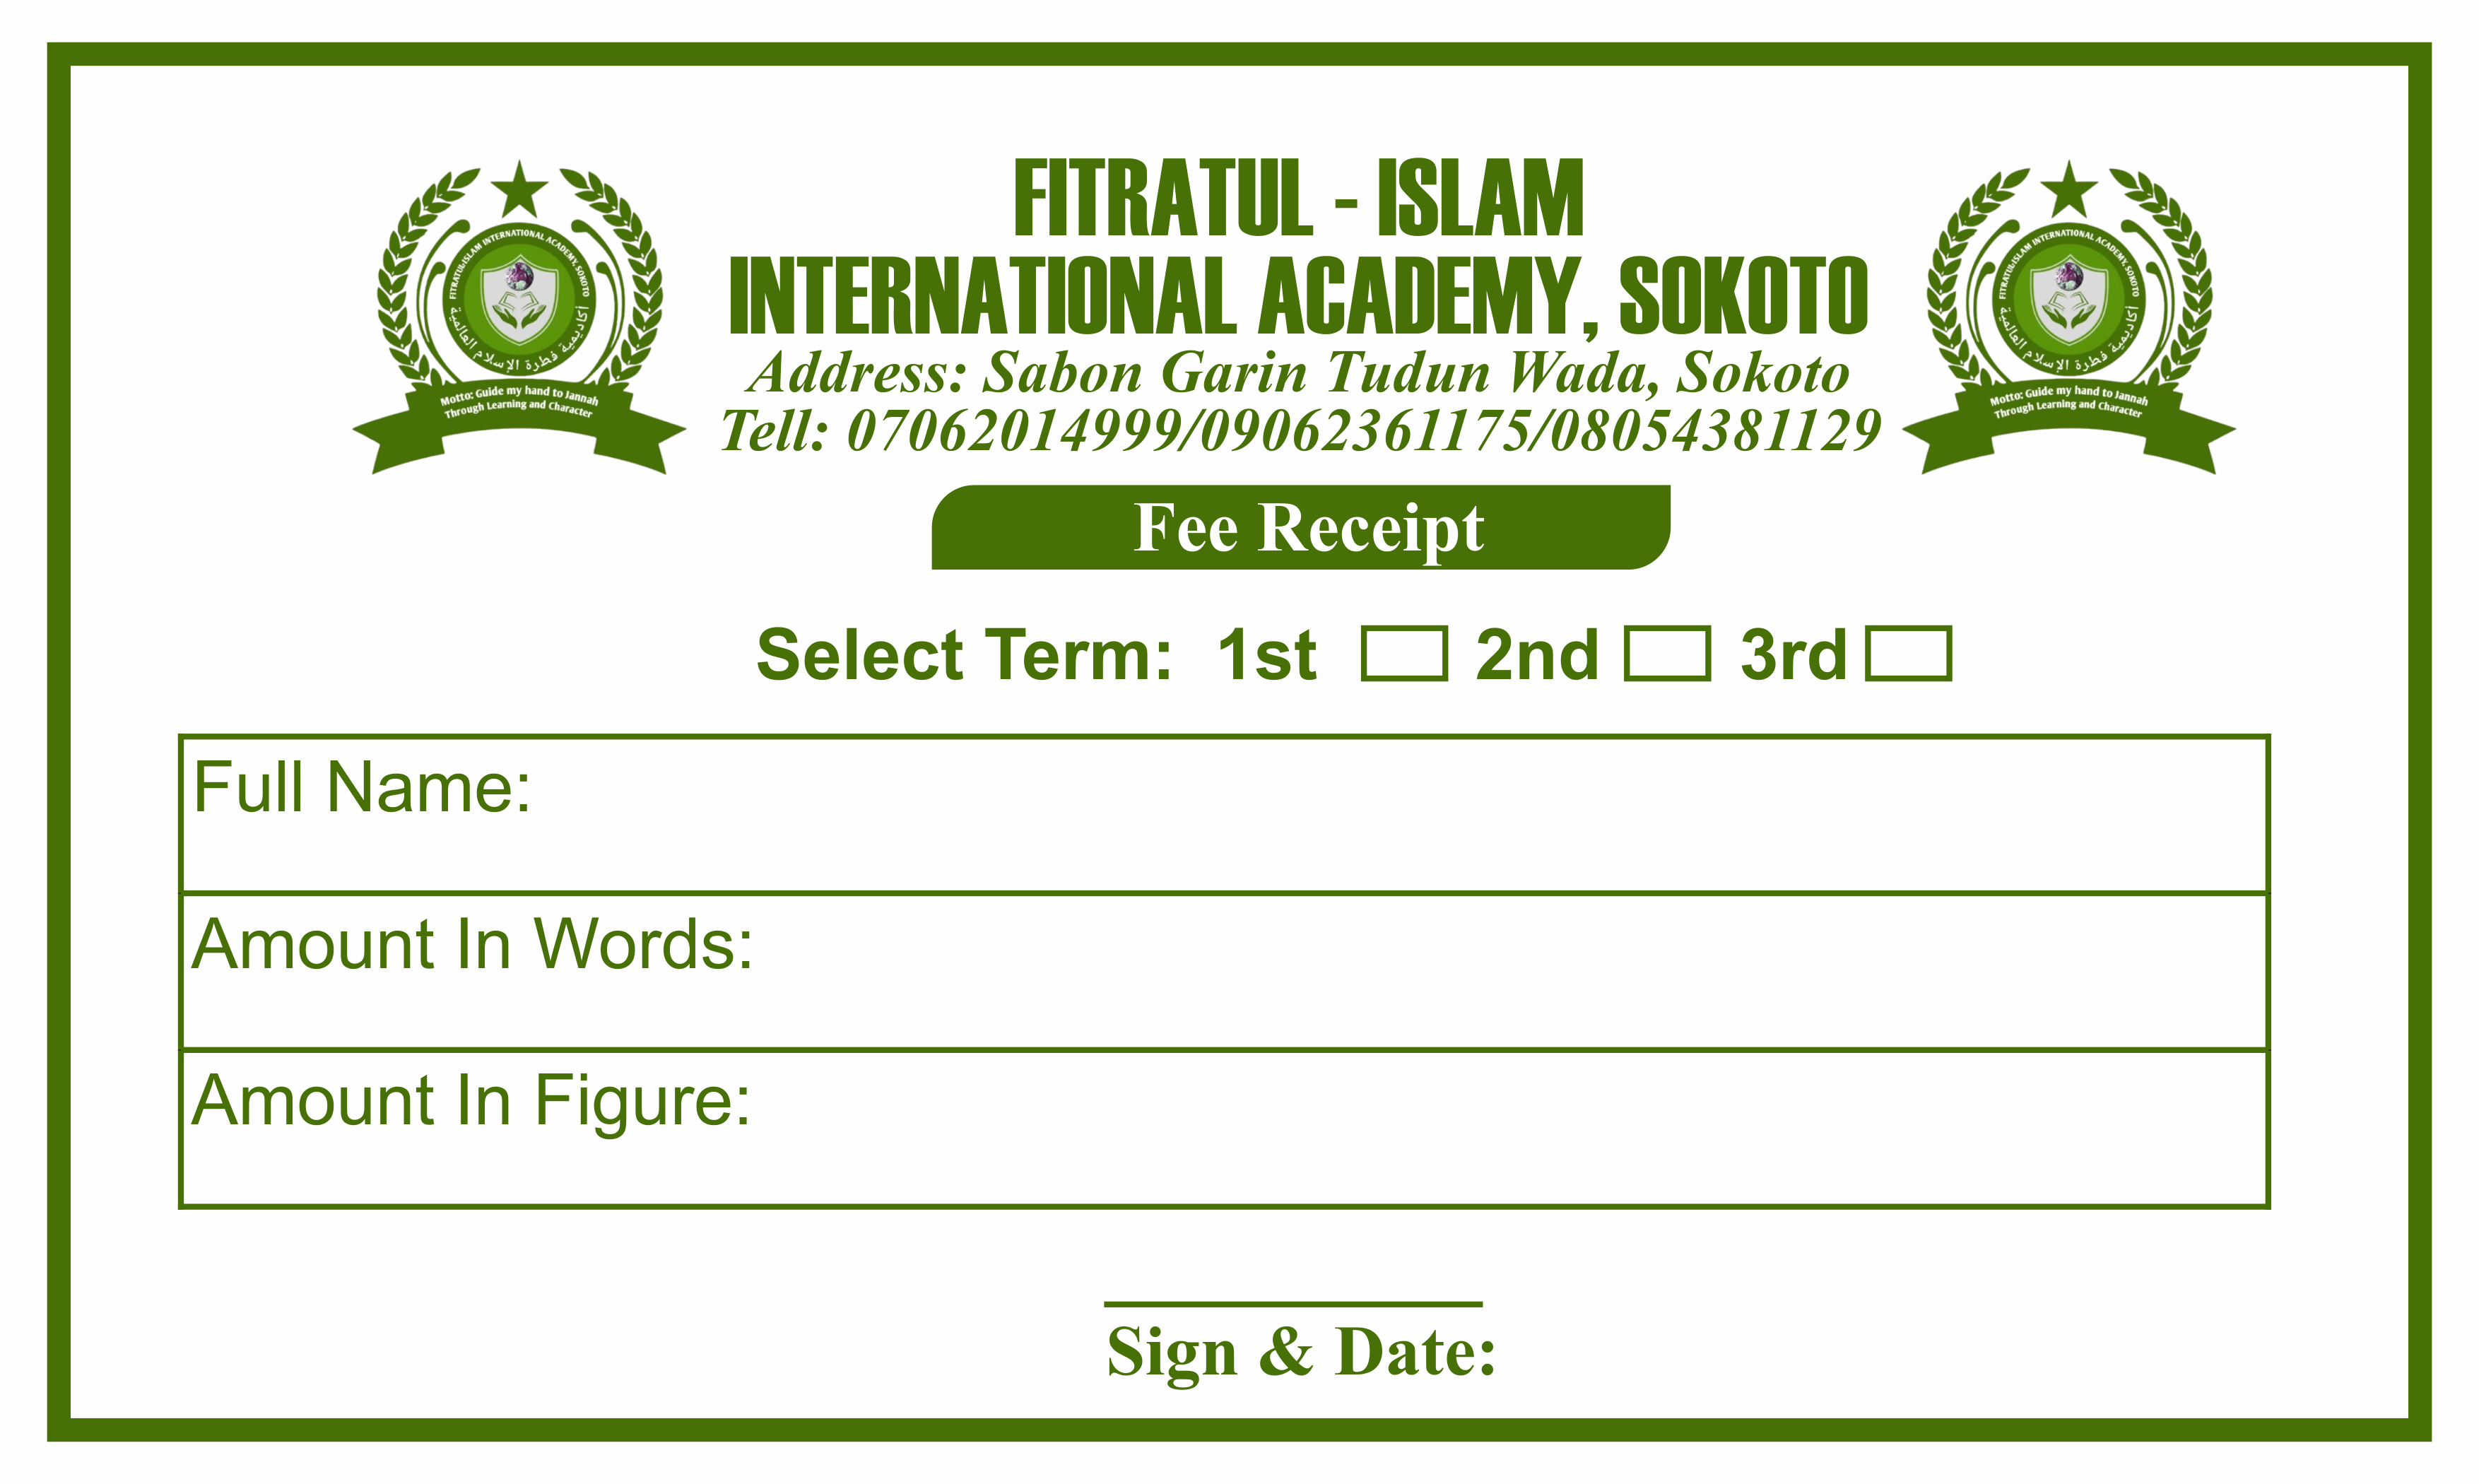 FITRATUL - ISLAM
INTERNATIONAL ACADEMY, SOKOTO
Address: Sabon Garin Tudun Wada, Sokoto
Tell: 07062014999/09062361175/08054381129
FITRATUL-ISLAM INTERNATIONAL ACADEMY, SOKOTO
أكاديمية فطرة الإسلام العالمية
Motto: Guide my hand to Jannah
Through Learning and Character
FITRATUL-ISLAM INTERNATIONAL ACADEMY, SOKOTO
أكاديمية فطرة الإسلام العالمية
Motto: Guide my hand to Jannah
Through Learning and Character
Fee Receipt
Select Term: 1st 2nd 3rd
Full Name:
Amount In Words:
Amount In Figure:
Sign & Date: